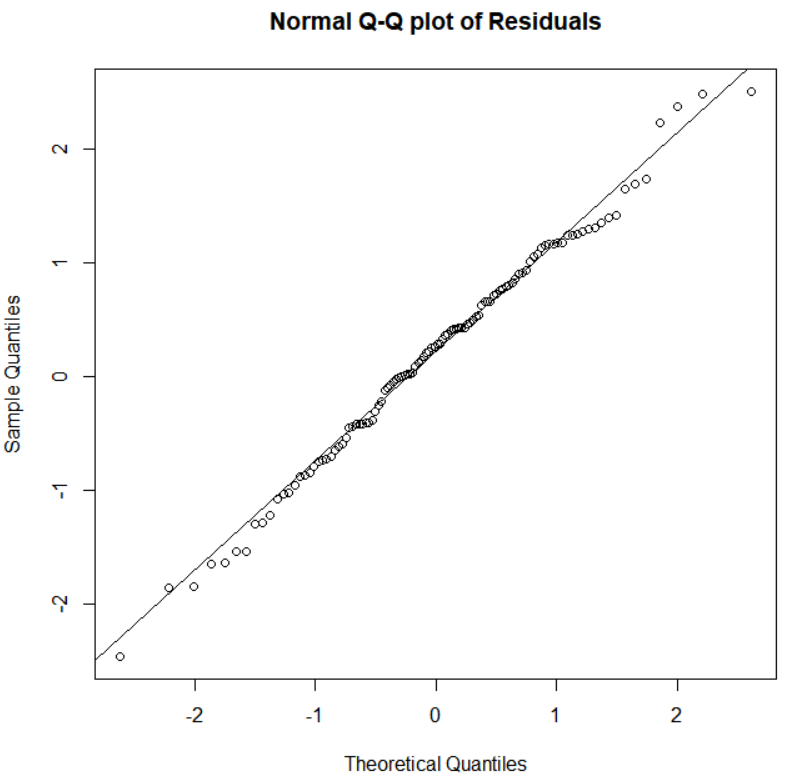 Normal Q-Q plot of Residuals
Sample Quantiles
2
1
0
-1
-2
-2 -1 0 1 2
Theoretical Quantiles